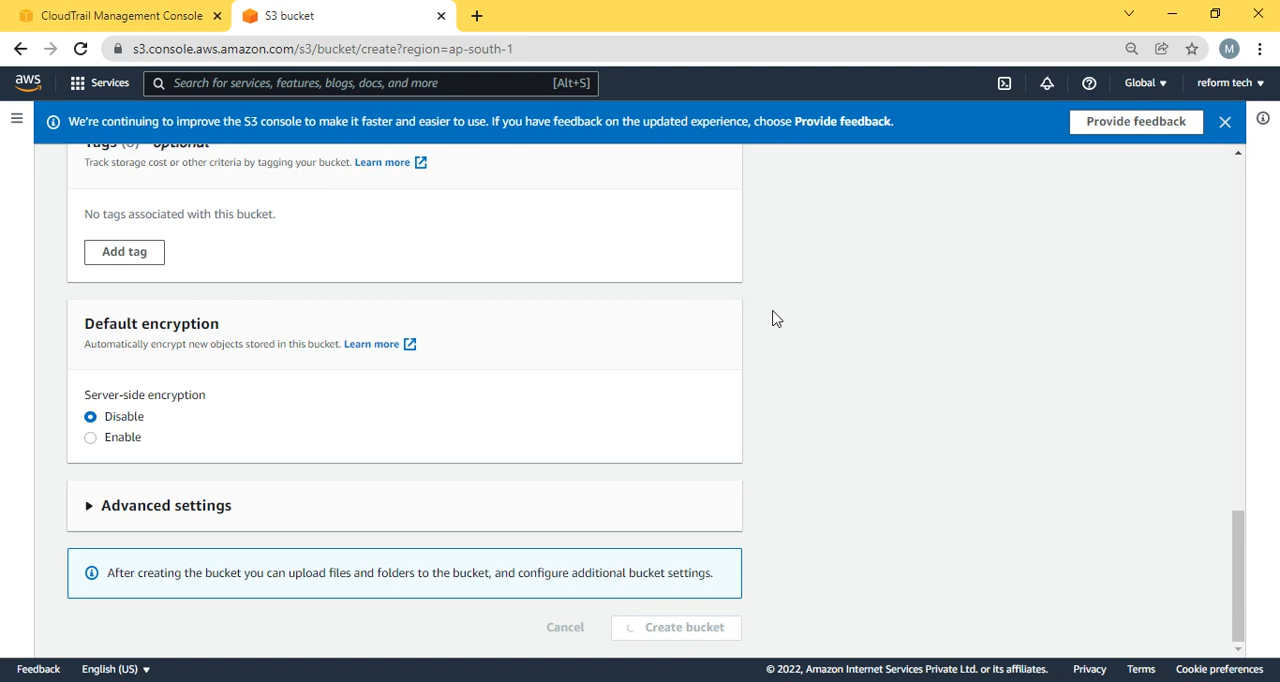 CloudTrail Management Console
S3 bucket
s3.console.aws.amazon.com/s3/bucket/create?region=ap-south-1
M
aws
Services
Search for services, features, blogs, docs, and more
[Alt+S]
Global
reform tech
We're continuing to improve the S3 console to make it faster and easier to use. If you have feedback on the updated experience, choose Provide feedback.
Provide feedback
Tags (0) - optional
Track storage cost or other criteria by tagging your bucket. Learn more
No tags associated with this bucket.
Add tag
Default encryption
Automatically encrypt new objects stored in this bucket. Learn more
Server-side encryption
Disable
Enable
Advanced settings
After creating the bucket you can upload files and folders to the bucket, and configure additional bucket settings.
Cancel
Create bucket
Feedback
English (US)
© 2022, Amazon Internet Services Private Ltd. or its affiliates.
Privacy
Terms
Cookie preferences